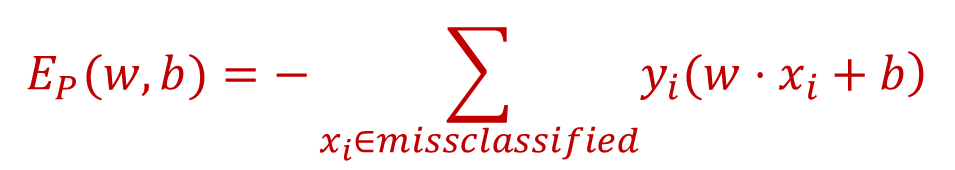 E_P(w, b) = − ∑_{x_i∈missclassified} y_i(w · x_i + b)